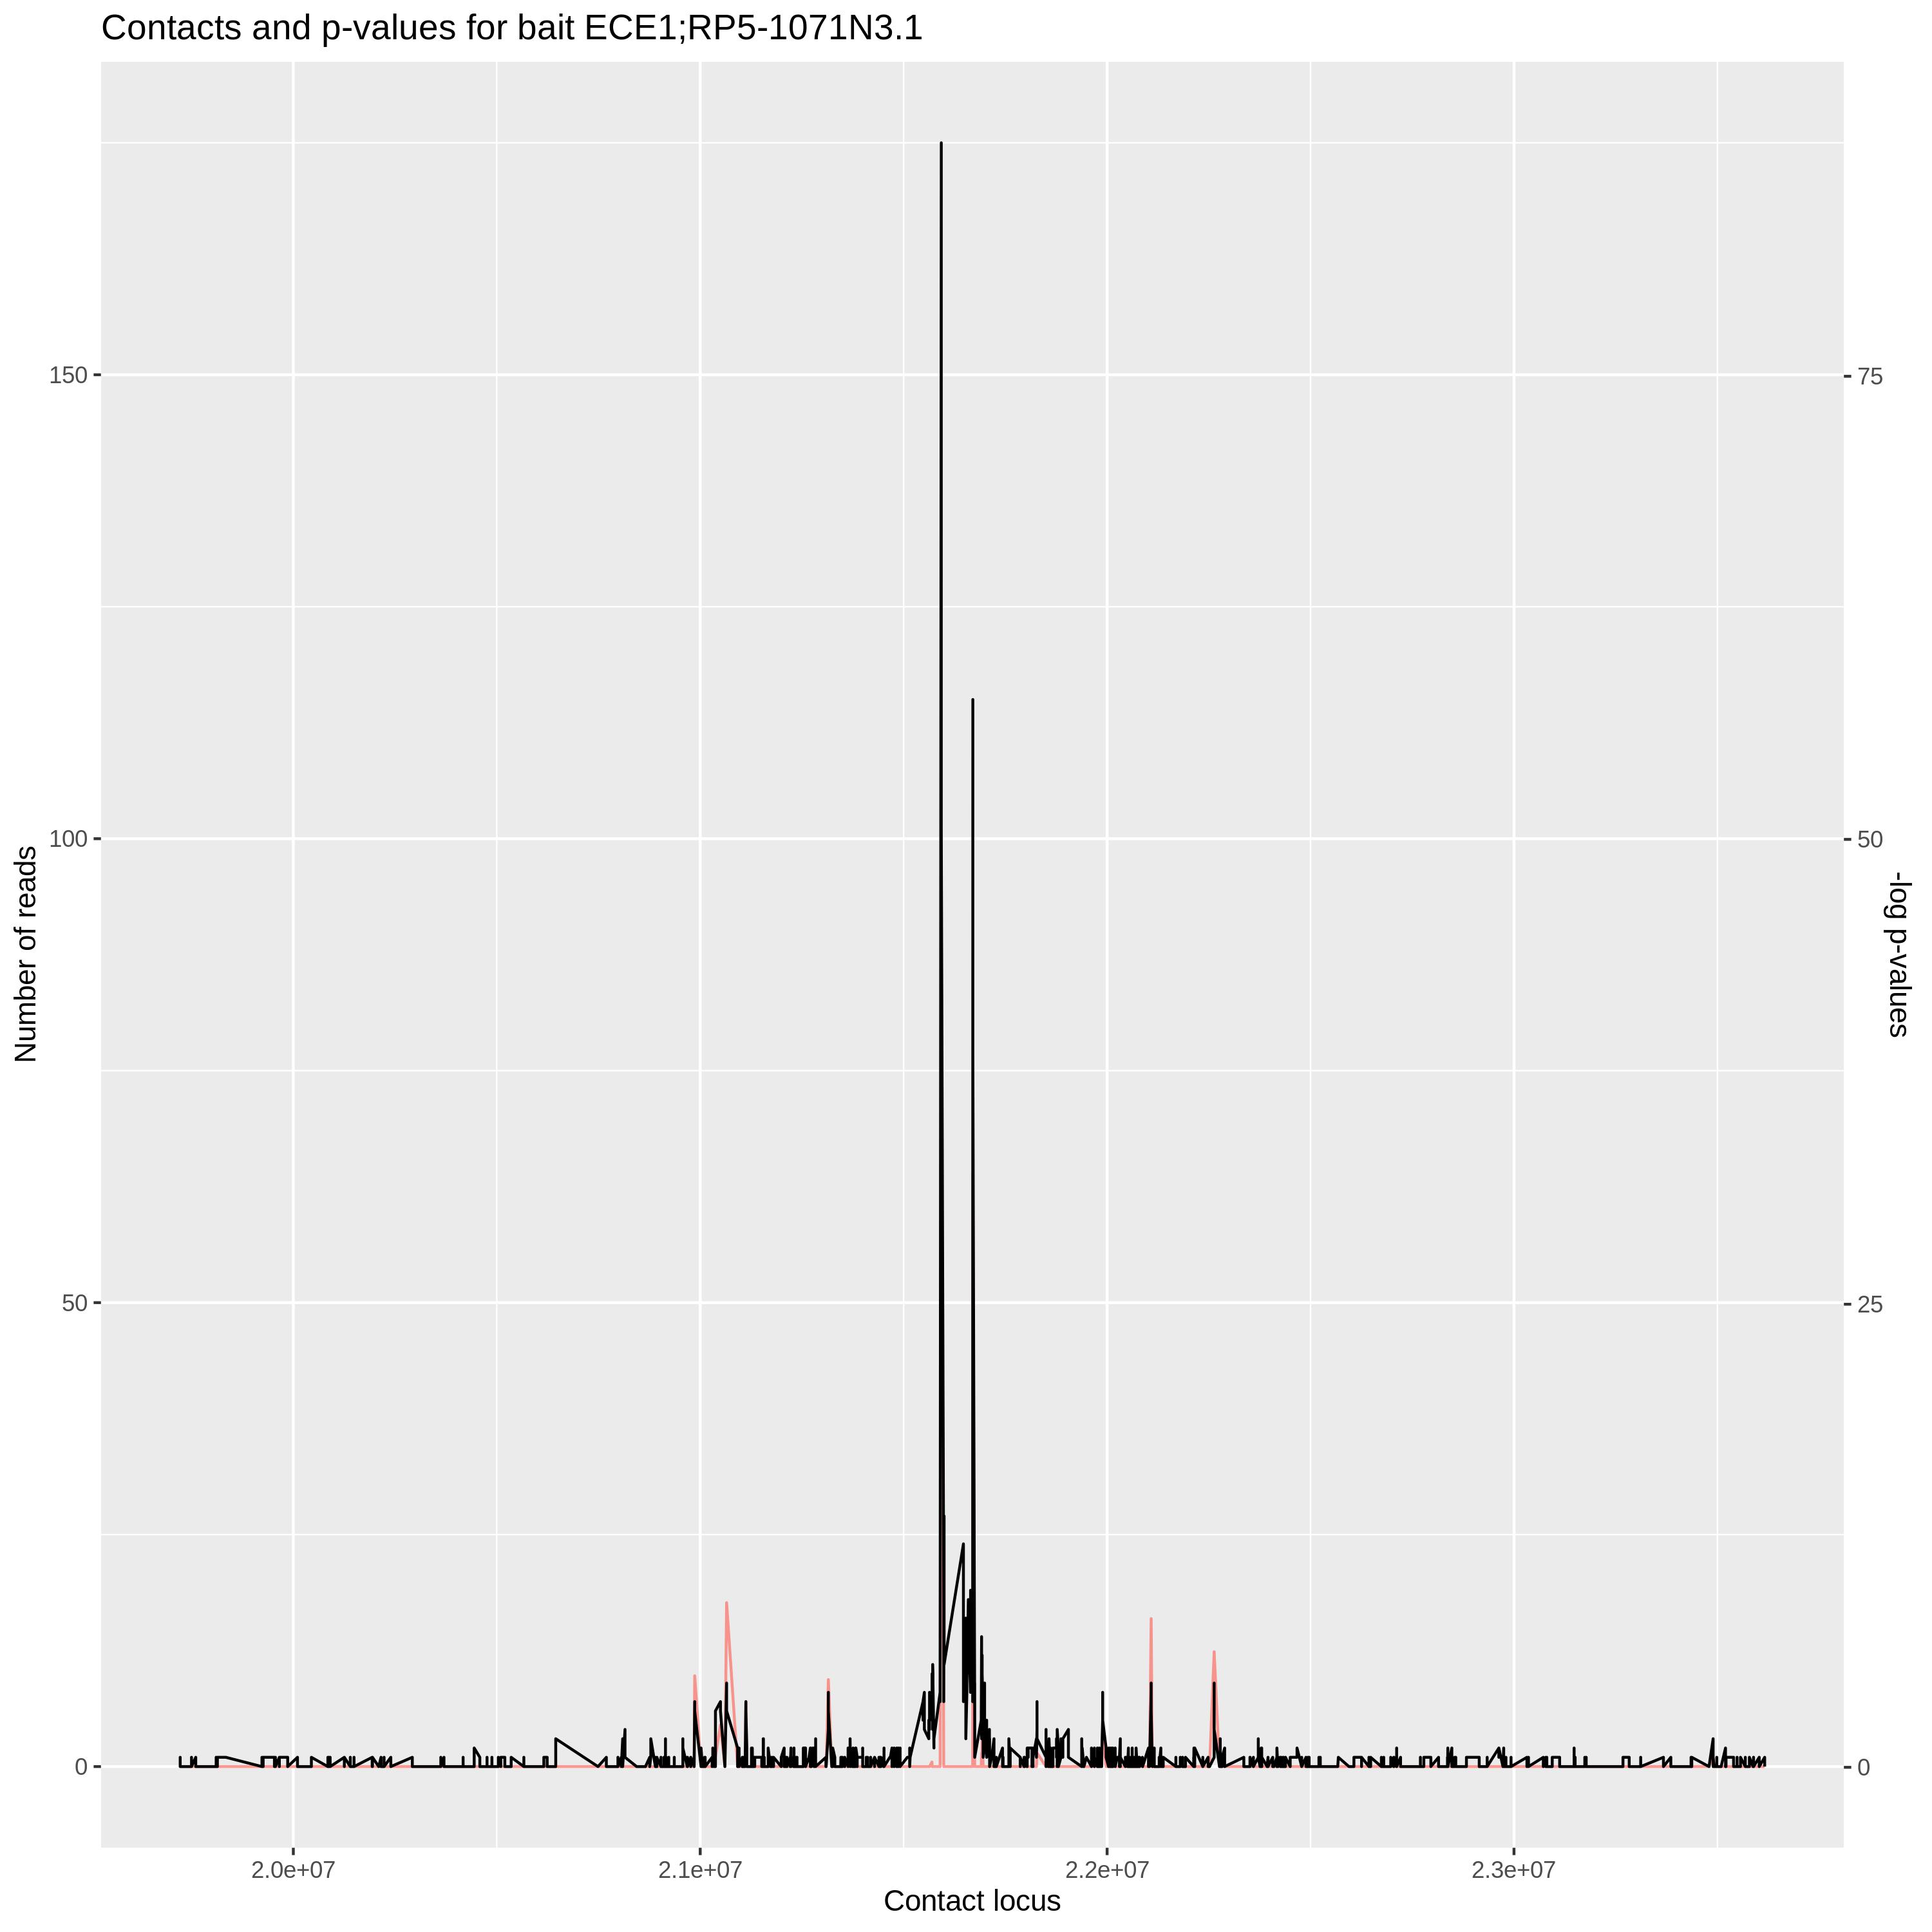 Contacts and p-values for bait ECE1;RP5-1071N3.1
Number of reads
150
100
50
0
75
50
25
0
-log p-values
2.0e+07
2.1e+07
2.2e+07
2.3e+07
Contact locus